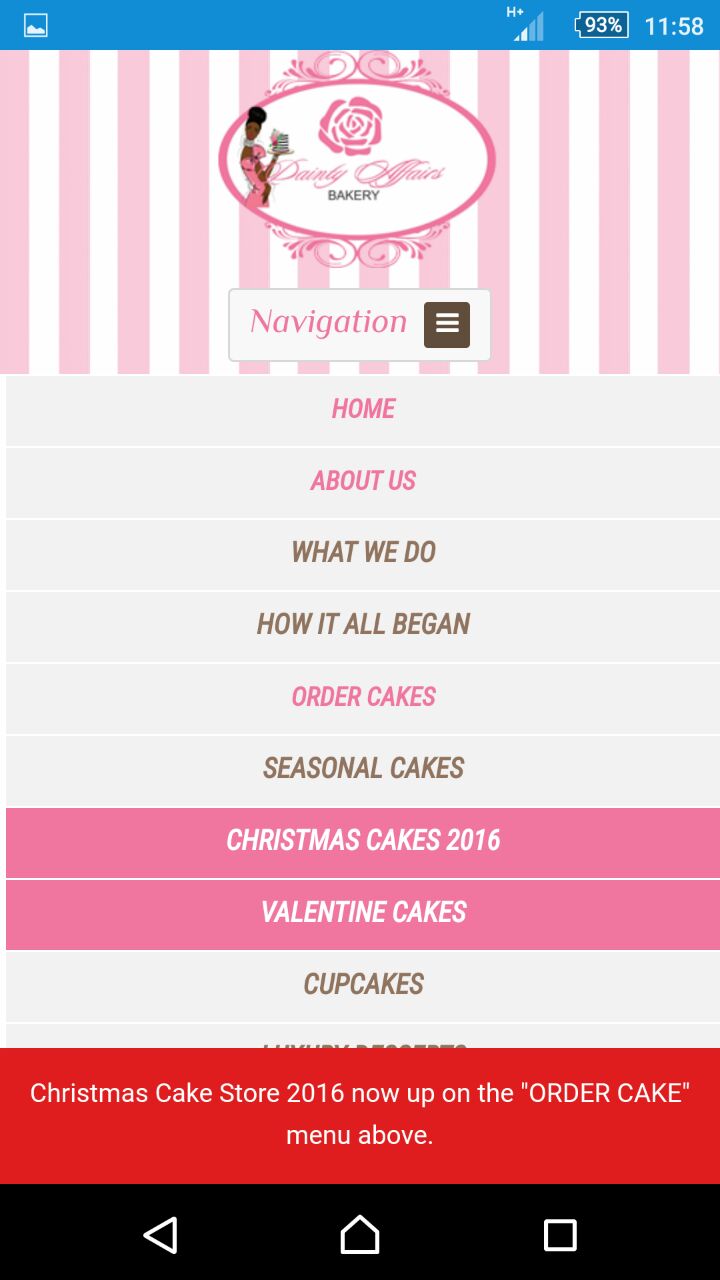 H+
93%
11:58
Dainty Affairs
BAKERY
Navigation
HOME
ABOUT US
WHAT WE DO
HOW IT ALL BEGAN
ORDER CAKES
SEASONAL CAKES
CHRISTMAS CAKES 2016
VALENTINE CAKES
CUPCAKES
LUXURY DESSERTS
Christmas Cake Store 2016 now up on the "ORDER CAKE"
menu above.